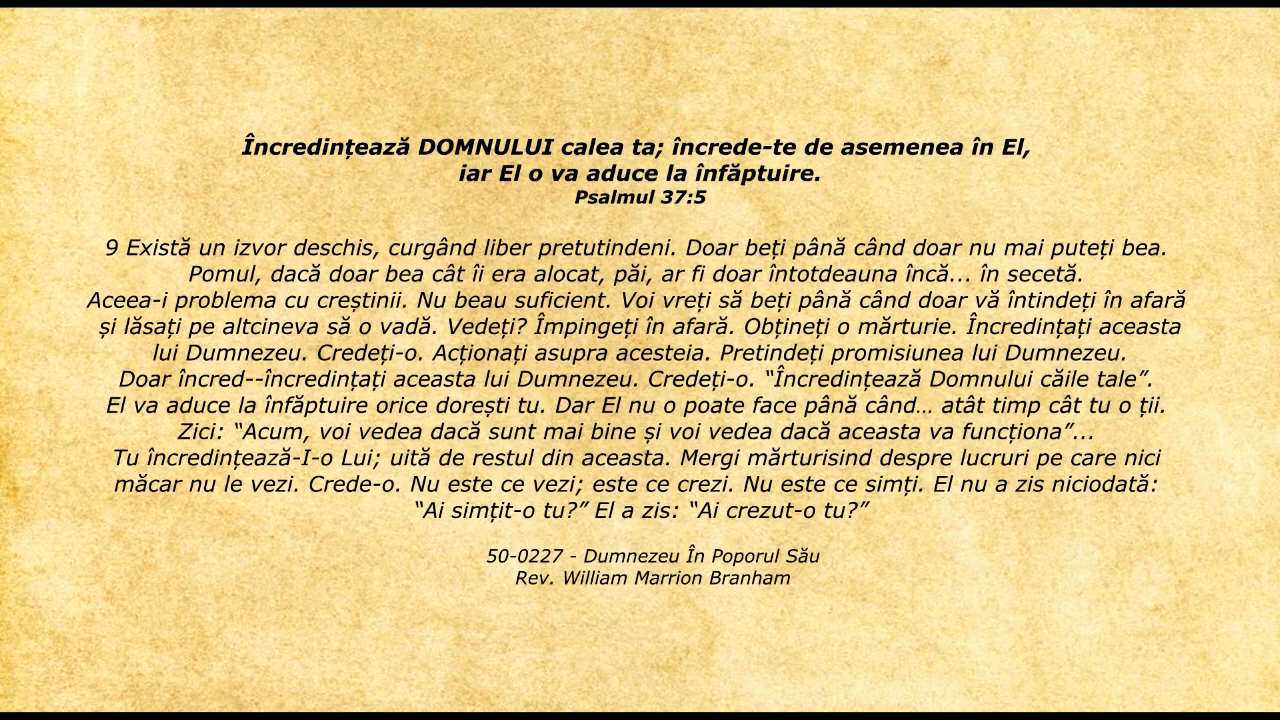 Încredințează DOMNULUI calea ta; încrede-te de asemenea în El,
iar El o va aduce la înfăptuire.
Psalmul 37:5
9 Există un izvor deschis, curgând liber pretutindeni. Doar beți până când doar nu mai puteți bea.
Pomul, dacă doar bea cât îi era alocat, păi, ar fi doar întotdeauna încă... în secetă.
Aceea-i problema cu creștinii. Nu beau suficient. Voi vreți să beți până când doar vă întindeți în afară
și lăsați pe altcineva să o vadă. Vedeți? Împingeți în afară. Obțineți o mărturie. Încredințați aceasta
lui Dumnezeu. Credeți-o. Acționați asupra acesteia. Pretindeți promisiunea lui Dumnezeu.
Doar încred--încredințați aceasta lui Dumnezeu. Credeți-o. “Încredințează Domnului căile tale”.
El va aduce la înfăptuire orice dorești tu. Dar El nu o poate face până când… atât timp cât tu o ții.
Zici: “Acum, voi vedea dacă sunt mai bine și voi vedea dacă aceasta va funcționa”...
Tu încredințează-I-o Lui; uită de restul din aceasta. Mergi mărturisind despre lucruri pe care nici
măcar nu le vezi. Crede-o. Nu este ce vezi; este ce crezi. Nu este ce simți. El nu a zis niciodată:
“Ai simțit-o tu?” El a zis: “Ai crezut-o tu?”
50-0227 - Dumnezeu În Poporul Său
Rev. William Marrion Branham